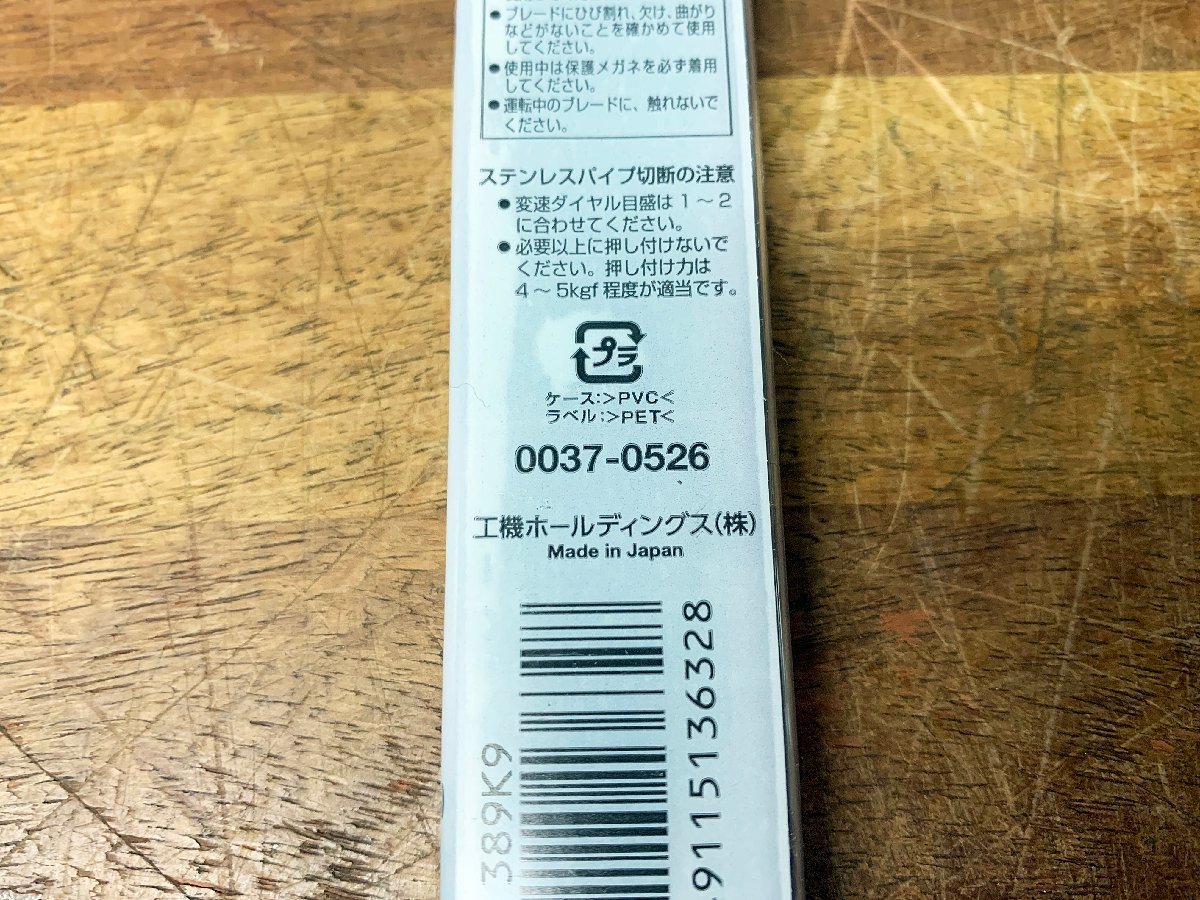 ●ブレードにひび割れ、欠け、曲がり
などがないことを確かめて使用
してください。
●使用中は保護メガネを必ず着用
してください。
●運転中のブレードに、触れないで
ください。
ステンレスパイプ切断の注意
●変速ダイヤル目盛は1～2
に合わせてください。
●必要以上に押し付けないで
ください。押し付け力は
4～5kgf程度が適当です。
プラ
ケース:>PVC<
ラベル:>PET<
0037-0526
工機ホールディングス(株)
Made in Japan
389K9
9115136328